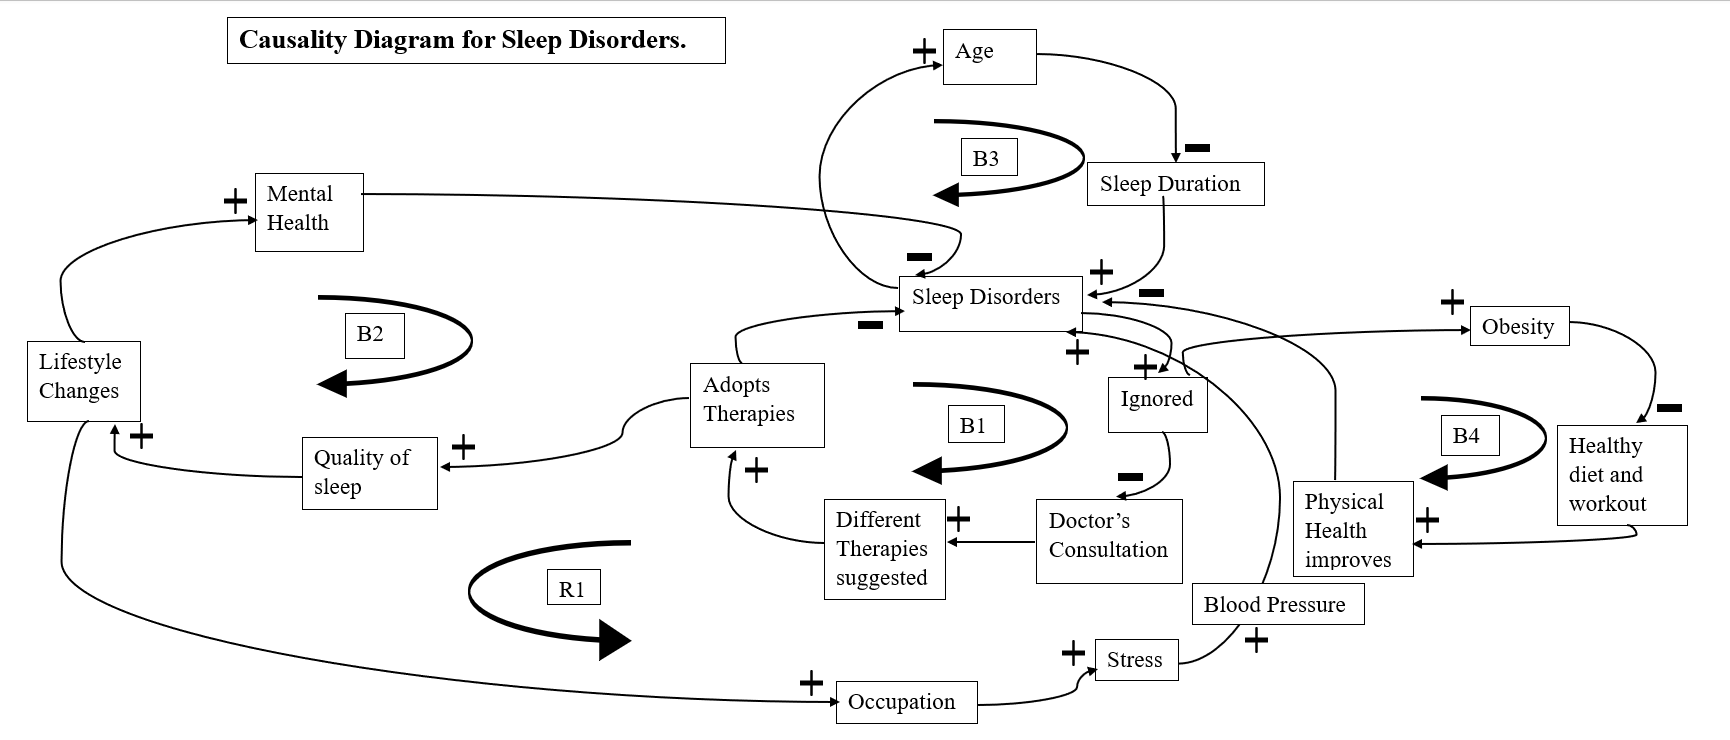 Causality Diagram for Sleep Disorders.
+
Age
B3
−
Sleep Duration
+
Mental
Health
−
+
−
Sleep Disorders
−
+
+
+
Obesity
B2
Lifestyle
Changes
+
Adopts
Therapies
B1
+
Ignored
B4
−
Healthy
diet and
workout
+
Quality of
sleep
+
−
Different
Therapies
suggested
+
Doctor’s
Consultation
Physical
Health
improves
+
R1
Blood Pressure
+
+
Stress
+
Occupation